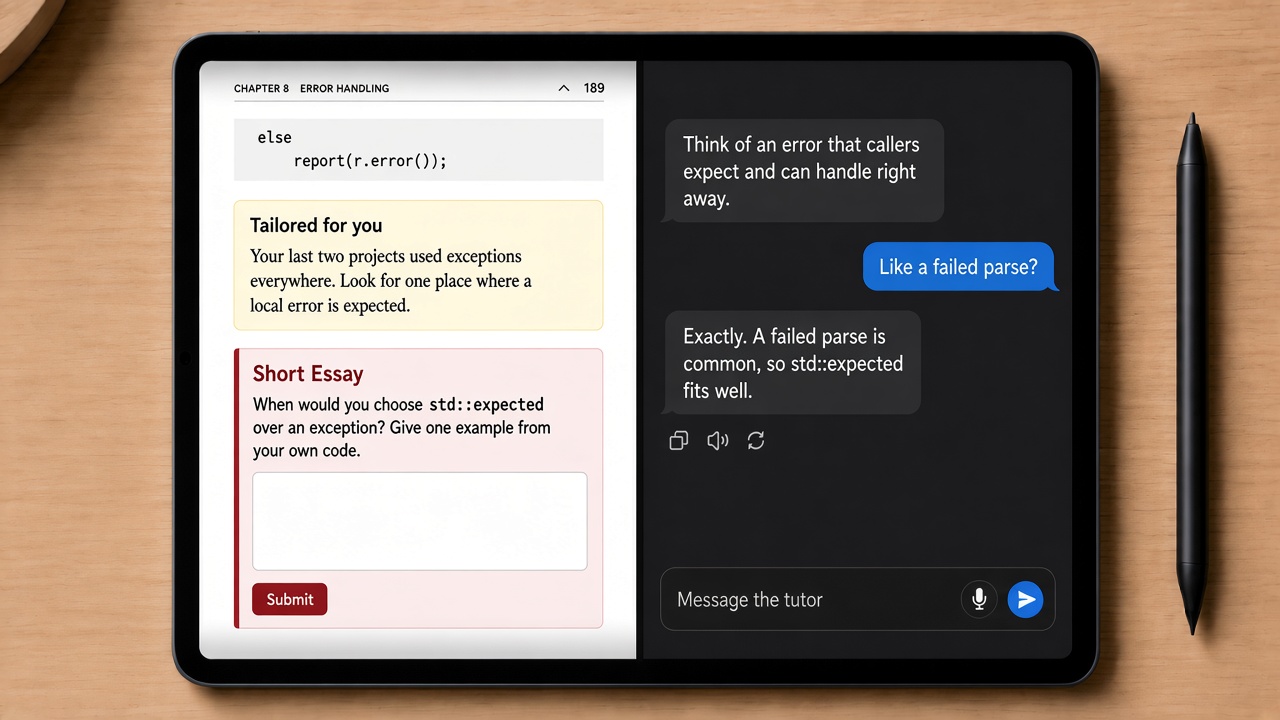 CHAPTER 8 ERROR HANDLING 189
else
report(r.error());
Tailored for you
Your last two projects used exceptions
everywhere. Look for one place where a
local error is expected.
Short Essay
When would you choose std::expected
over an exception? Give one example from
your own code.
Submit
Think of an error that callers
expect and can handle right
away.
Like a failed parse?
Exactly. A failed parse is
common, so std::expected
fits well.
Message the tutor